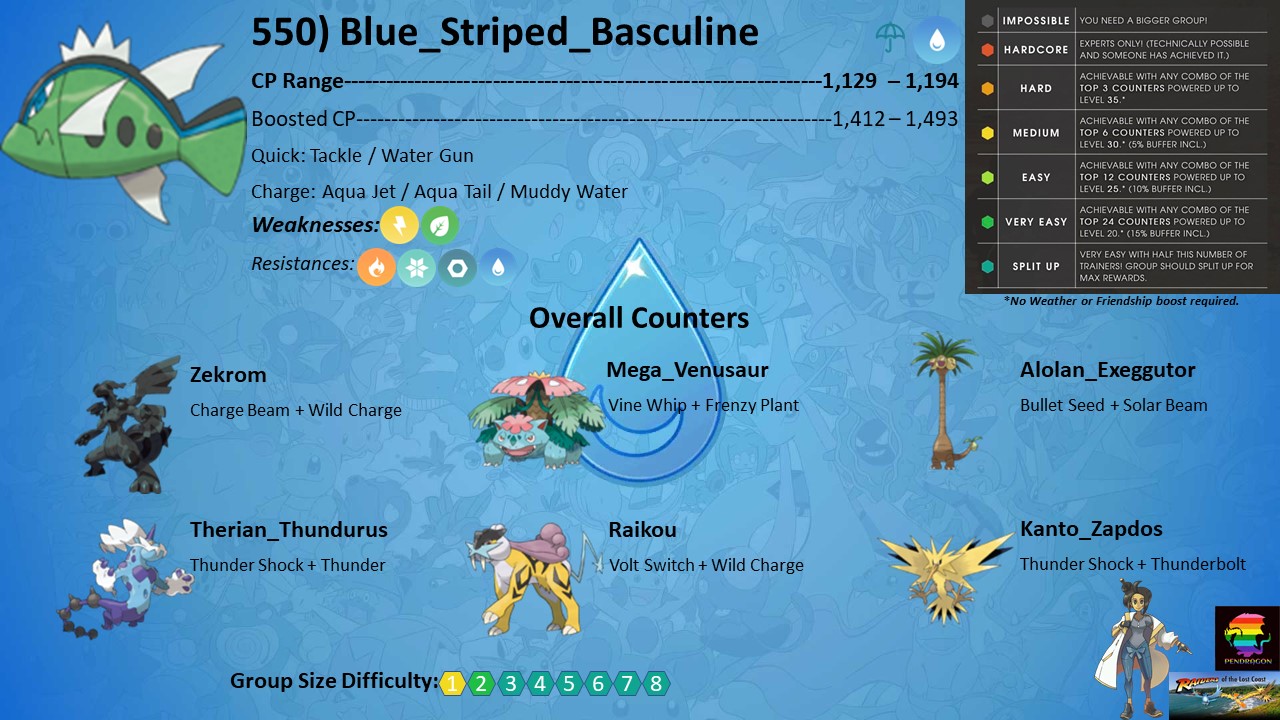 550) Blue_Striped_Basculine
CP Range------------------------------------------------------------------------1,129 – 1,194
Boosted CP------------------------------------------------------------------------1,412 – 1,493
Quick: Tackle / Water Gun
Charge: Aqua Jet / Aqua Tail / Muddy Water
Weaknesses:
Resistances:
IMPOSSIBLE YOU NEED A BIGGER GROUP!
HARDCORE EXPERTS ONLY! (TECHNICALLY POSSIBLE
AND SOMEONE HAS ACHIEVED IT.)
HARD ACHIEVABLE WITH ANY COMBO OF THE
TOP 3 COUNTERS POWERED UP TO
LEVEL 35.*
MEDIUM ACHIEVABLE WITH ANY COMBO OF THE
TOP 6 COUNTERS POWERED UP TO
LEVEL 30.* (5% BUFFER INCL.)
EASY ACHIEVABLE WITH ANY COMBO OF THE
TOP 12 COUNTERS POWERED UP TO
LEVEL 25.* (10% BUFFER INCL.)
VERY EASY ACHIEVABLE WITH ANY COMBO OF THE
TOP 24 COUNTERS POWERED UP TO
LEVEL 20.* (15% BUFFER INCL.)
SPLIT UP VERY EASY WITH HALF THIS NUMBER OF
TRAINERS! GROUP SHOULD SPLIT UP FOR
MAX REWARDS.
*No Weather or Friendship boost required.
Overall Counters
Zekrom
Charge Beam + Wild Charge
Mega_Venusaur
Vine Whip + Frenzy Plant
Alolan_Exeggutor
Bullet Seed + Solar Beam
Therian_Thundurus
Thunder Shock + Thunder
Raikou
Volt Switch + Wild Charge
Kanto_Zapdos
Thunder Shock + Thunderbolt
Group Size Difficulty: 1 2 3 4 5 6 7 8
PENDRAGON
RAIDERS of the Lost Coast